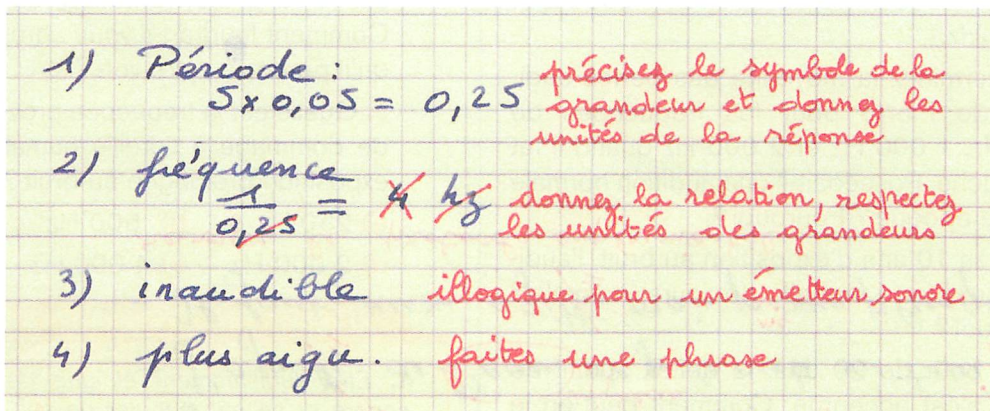 1) Période : précisez le symbole de la
5 x 0,05 = 0,25 grandeur et donnez les
unités de la réponse
2) fréquence
1/0,25 = 4 hz donnez la relation, respectez
les unités des grandeurs
3) inaudible illogique pour un émetteur sonore
4) plus aigu. faites une phrase